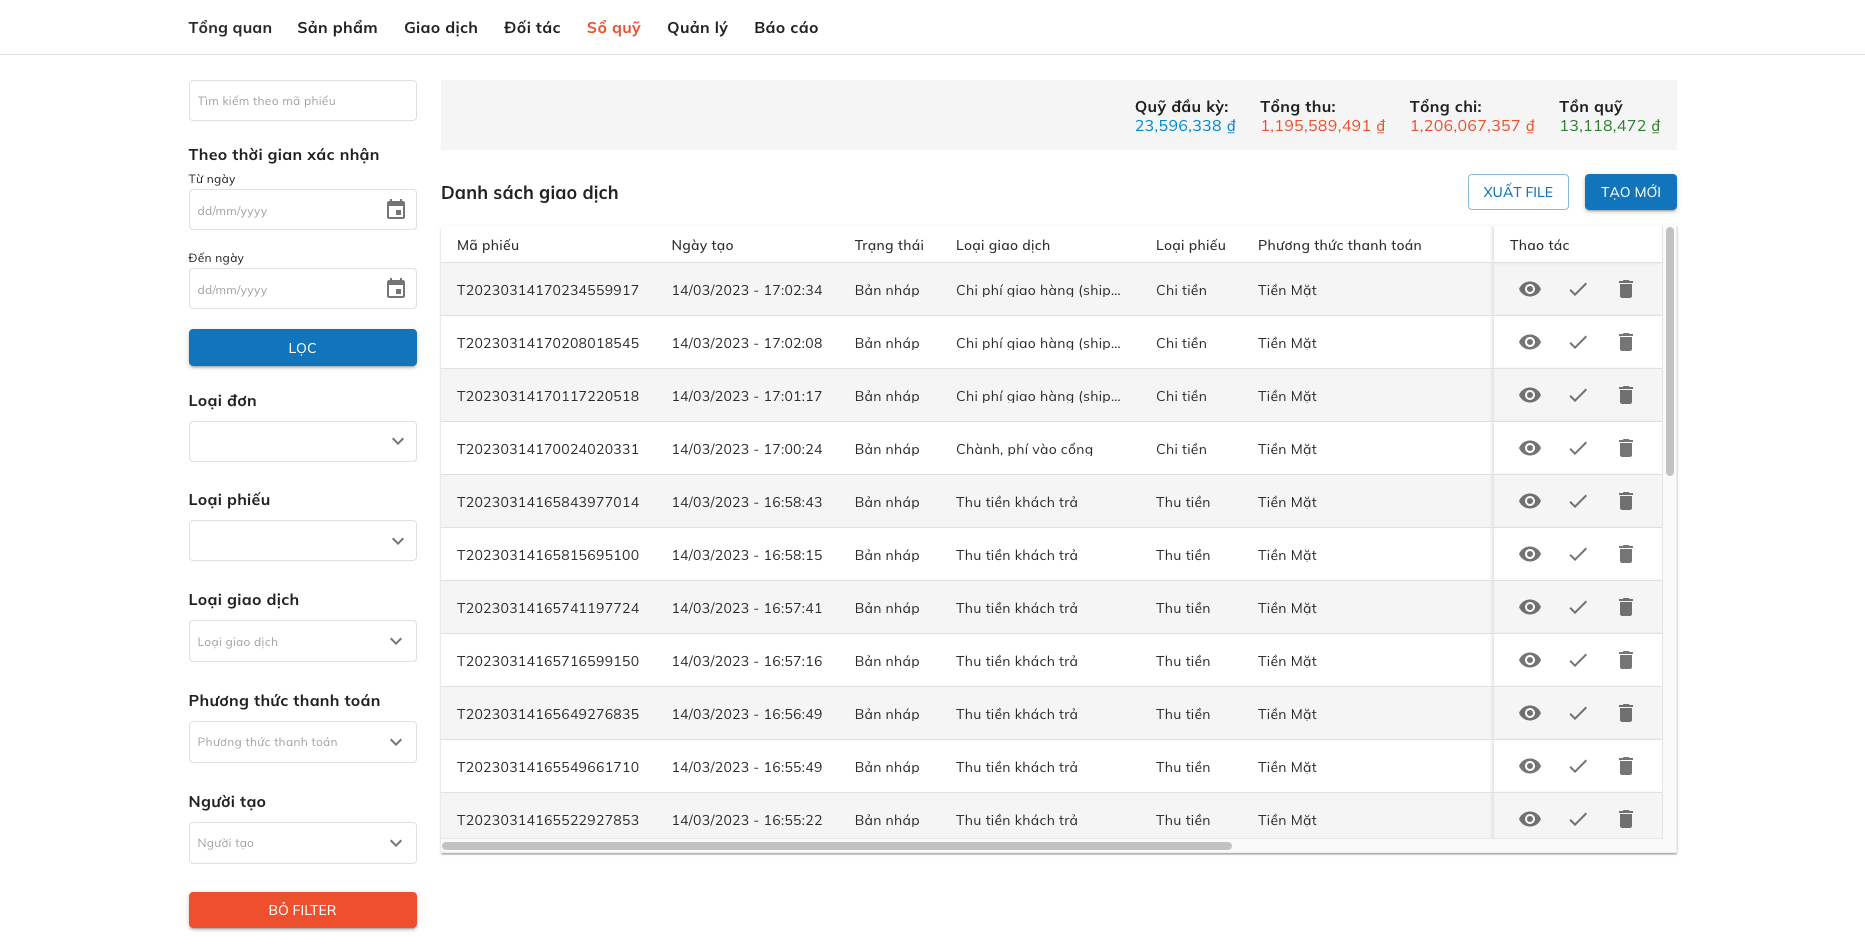 Tổng quan Sản phẩm Giao dịch Đối tác Sổ quỹ Quản lý Báo cáo
Tìm kiếm theo mã phiếu
Theo thời gian xác nhận
Từ ngày
dd/mm/yyyy
Đến ngày
dd/mm/yyyy
LỌC
Loại đơn
Loại phiếu
Loại giao dịch
Loại giao dịch
Phương thức thanh toán
Phương thức thanh toán
Người tạo
Người tạo
BỎ FILTER
Quỹ đầu kỳ: Tổng thu: Tổng chi: Tồn quỹ
23,596,338 ₫ 1,195,589,491 ₫ 1,206,067,357 ₫ 13,118,472 ₫
Danh sách giao dịch XUẤT FILE TẠO MỚI
Mã phiếu Ngày tạo Trạng thái Loại giao dịch Loại phiếu Phương thức thanh toán Thao tác
T20230314170234559917 14/03/2023 - 17:02:34 Bản nháp Chi phí giao hàng (ship... Chi tiền Tiền Mặt
T20230314170208018545 14/03/2023 - 17:02:08 Bản nháp Chi phí giao hàng (ship... Chi tiền Tiền Mặt
T20230314170117220518 14/03/2023 - 17:01:17 Bản nháp Chi phí giao hàng (ship... Chi tiền Tiền Mặt
T20230314170024020331 14/03/2023 - 17:00:24 Bản nháp Chành, phí vào cổng Chi tiền Tiền Mặt
T20230314165843977014 14/03/2023 - 16:58:43 Bản nháp Thu tiền khách trả Thu tiền Tiền Mặt
T20230314165815695100 14/03/2023 - 16:58:15 Bản nháp Thu tiền khách trả Thu tiền Tiền Mặt
T20230314165741197724 14/03/2023 - 16:57:41 Bản nháp Thu tiền khách trả Thu tiền Tiền Mặt
T20230314165716599150 14/03/2023 - 16:57:16 Bản nháp Thu tiền khách trả Thu tiền Tiền Mặt
T20230314165649276835 14/03/2023 - 16:56:49 Bản nháp Thu tiền khách trả Thu tiền Tiền Mặt
T20230314165549661710 14/03/2023 - 16:55:49 Bản nháp Thu tiền khách trả Thu tiền Tiền Mặt
T20230314165522927853 14/03/2023 - 16:55:22 Bản nháp Thu tiền khách trả Thu tiền Tiền Mặt